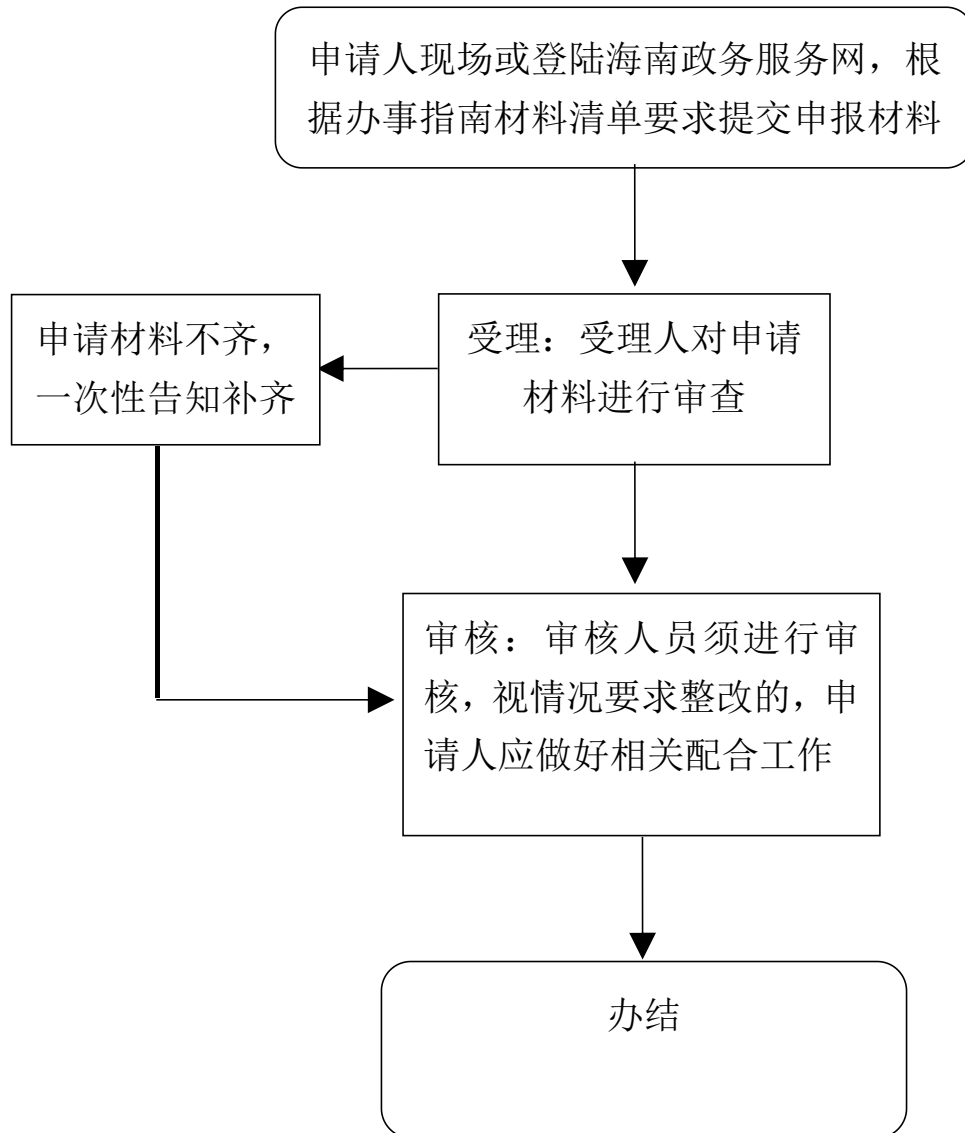 申请人现场或登陆海南政务服务网，根
据办事指南材料清单要求提交申报材料
申请材料不齐，
一次性告知补齐
受理：受理人对申请
材料进行审查
审核：审核人员须进行审
核，视情况要求整改的，申
请人应做好相关配合工作
办结